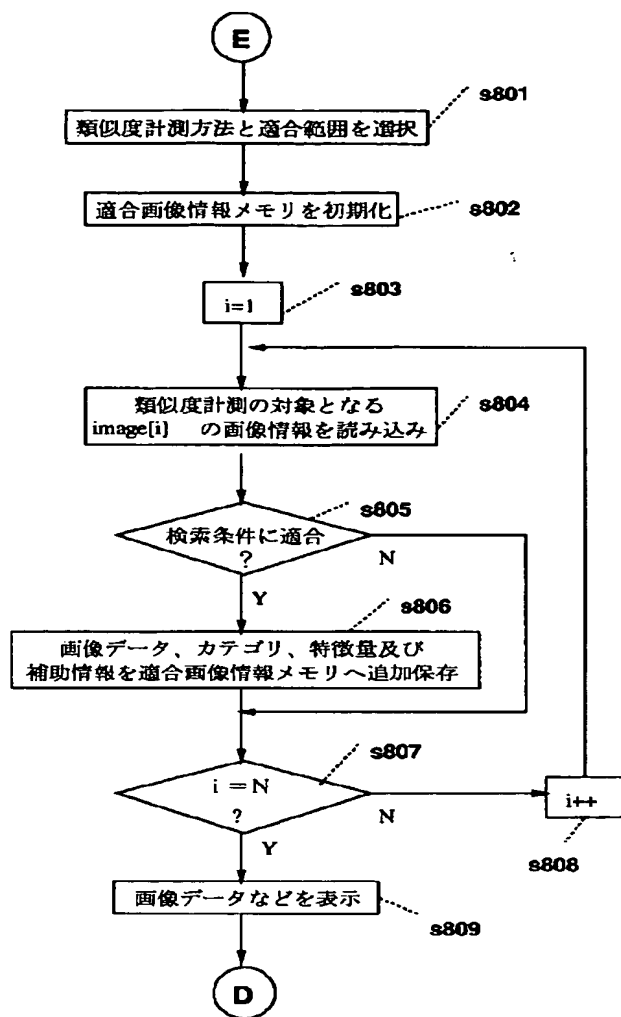 E
s801
類似度計測方法と適合範囲を選択
適合画像情報メモリを初期化
s802
s803
i=1
類似度計測の対象となる
image[i] の画像情報を読み込み
s804
s805
検索条件に適合
?
N
Y
s806
画像データ、カテゴリ、特徴量及び
補助情報を適合画像情報メモリへ追加保存
s807
i = N
?
N
i++
Y
s808
画像データなどを表示
s809
D